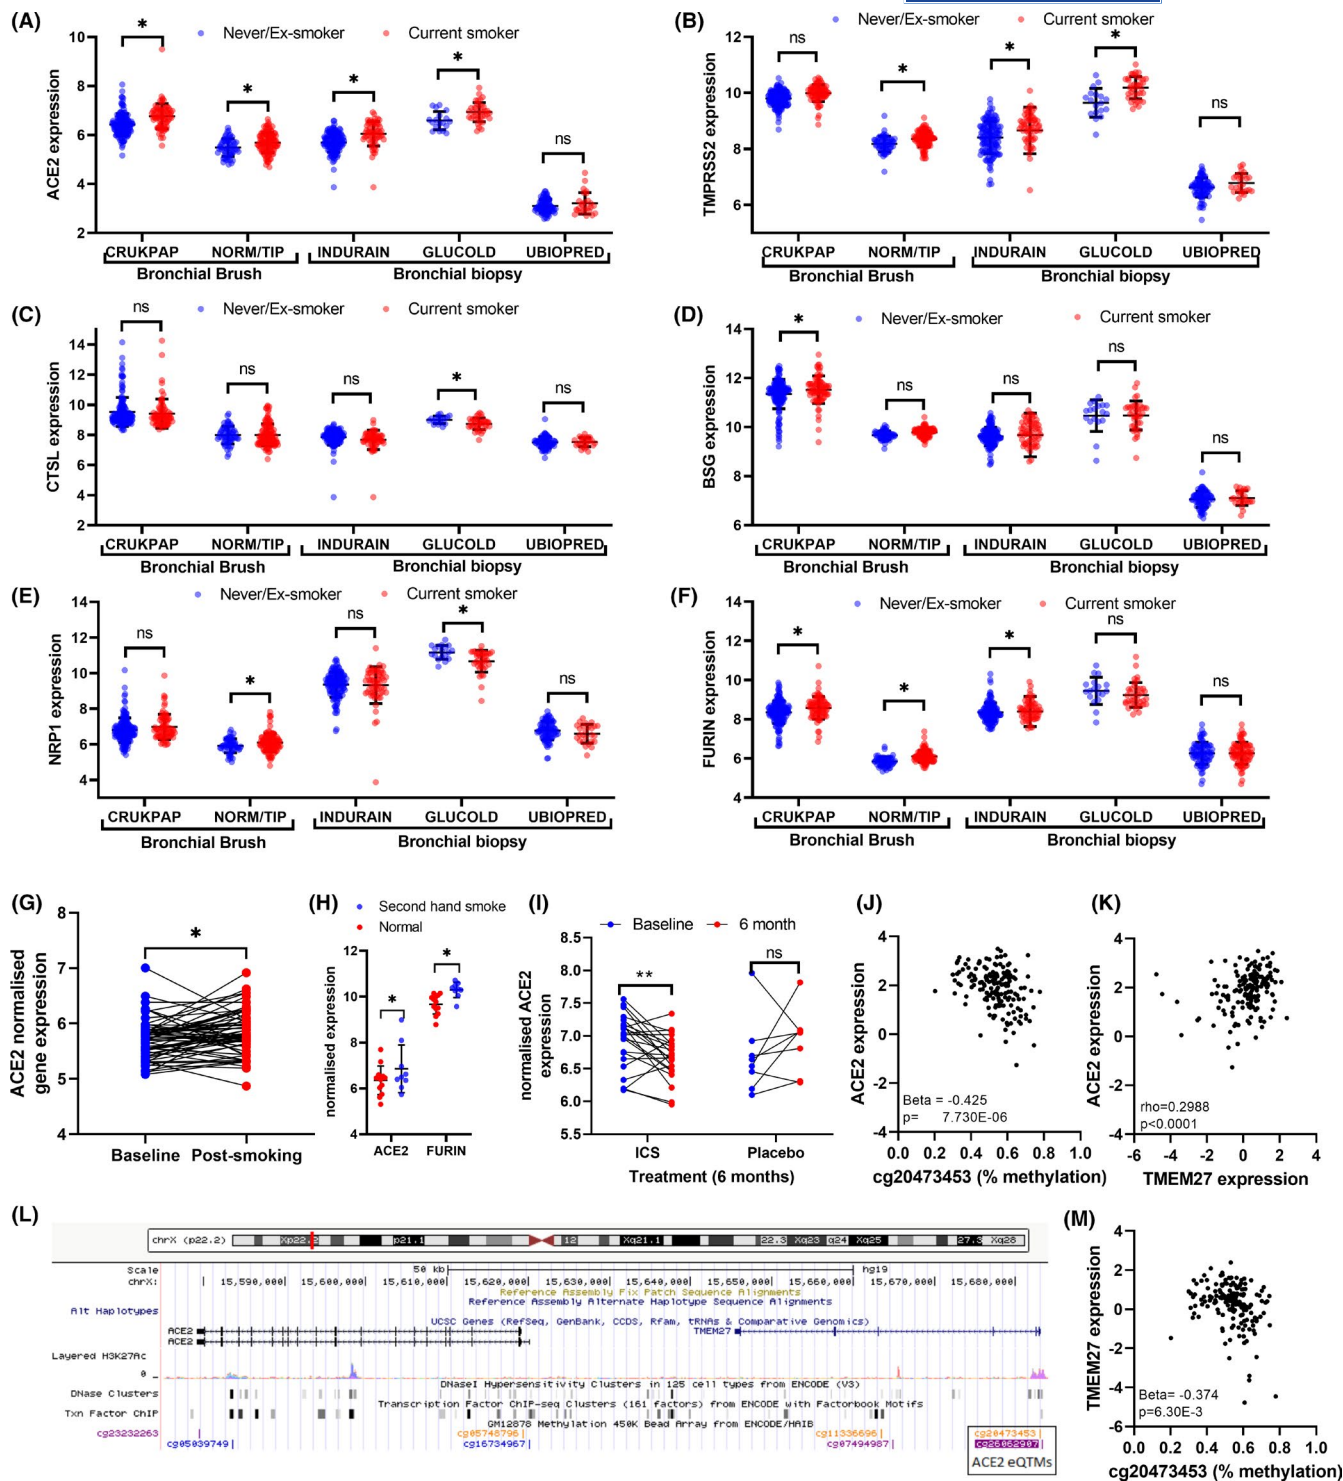 (A)
Never/Ex-smoker Current smoker
ACE2 expression
10
8
6
4
2
* * * * ns
CRUKPAP NORM/TIP INDURAIN GLUCOLD UBIOPRED
Bronchial Brush Bronchial biopsy
(B)
Never/Ex-smoker Current smoker
TMPRSS2 expression
12
10
8
6
ns * * * ns
CRUKPAP NORM/TIP INDURAIN GLUCOLD UBIOPRED
Bronchial Brush Bronchial biopsy
(C)
Never/Ex-smoker Current smoker
CTSL expression
14
12
10
8
6
4
2
ns ns ns * ns
CRUKPAP NORM/TIP INDURAIN GLUCOLD UBIOPRED
Bronchial Brush Bronchial biopsy
(D)
Never/Ex-smoker Current smoker
BSG expression
14
12
10
8
6
* ns ns ns ns
CRUKPAP NORM/TIP INDURAIN GLUCOLD UBIOPRED
Bronchial Brush Bronchial biopsy
(E)
Never/Ex-smoker Current smoker
NRP1 expression
14
12
10
8
6
4
ns * ns * ns
CRUKPAP NORM/TIP INDURAIN GLUCOLD UBIOPRED
Bronchial Brush Bronchial biopsy
(F)
Never/Ex-smoker Current smoker
FURIN expression
14
12
10
8
6
4
* * * ns ns
CRUKPAP NORM/TIP INDURAIN GLUCOLD UBIOPRED
Bronchial Brush Bronchial biopsy
(G)
ACE2 normalised
gene expression
8
7
6
5
4
*
Baseline Post-smoking
(H)
Second hand smoke
Normal
normalised expression
12
10
8
6
4
* *
ACE2 FURIN
(I)
Baseline 6 month
normalised ACE2
expression
8.5
8.0
7.5
7.0
6.5
6.0
5.5
** ns
ICS Placebo
Treatment (6 months)
(J)
ACE2 expression
4
2
0
-2
-4
Beta = -0.425
p= 7.730E-06
0.0 0.2 0.4 0.6 0.8 1.0
cg20473453 (% methylation)
(K)
ACE2 expression
4
2
0
-2
-4
rho=0.2988
p<0.0001
-6 -4 -2 0 2 4
TMEM27 expression
(L)
chrX (p22.2) Xp22.2 p21.1 12 Xq21.1 22.3 Xq23 q24 Xq25 27.3 Xq28
Scale 50 kb hg19
chrX: 15,590,000 15,600,000 15,610,000 15,620,000 15,630,000 15,640,000 15,650,000 15,660,000 15,670,000 15,680,000
Reference Assembly Fix Patch Sequence Alignments
Reference Assembly Alternate Haplotype Sequence Alignments
Alt Haplotypes
UCSC Genes (RefSeq, GenBank, CCDS, Rfam, tRNAs & Comparative Genomics)
ACE2 TMEM27
ACE2
Layered H3K27Ac
0
DNaseI Hypersensitivity Clusters in 125 cell types from ENCODE (V3)
DNase Clusters
Transcription Factor ChIP-seq Clusters (161 factors) from ENCODE with Factorbook Motifs
Txn Factor ChIP
GM12878 Methylation 450K Bead Array from ENCODE/HAIB
cg23232263 cg05748796 cg11336696 cg20473453
cg05039749 cg16734967 cg07494987 cg26062907
ACE2 eQTMs
(M)
TMEM27 expression
4
2
0
-2
-4
-6
Beta= -0.374
p=6.30E-3
0.0 0.2 0.4 0.6 0.8 1.0
cg20473453 (% methylation)